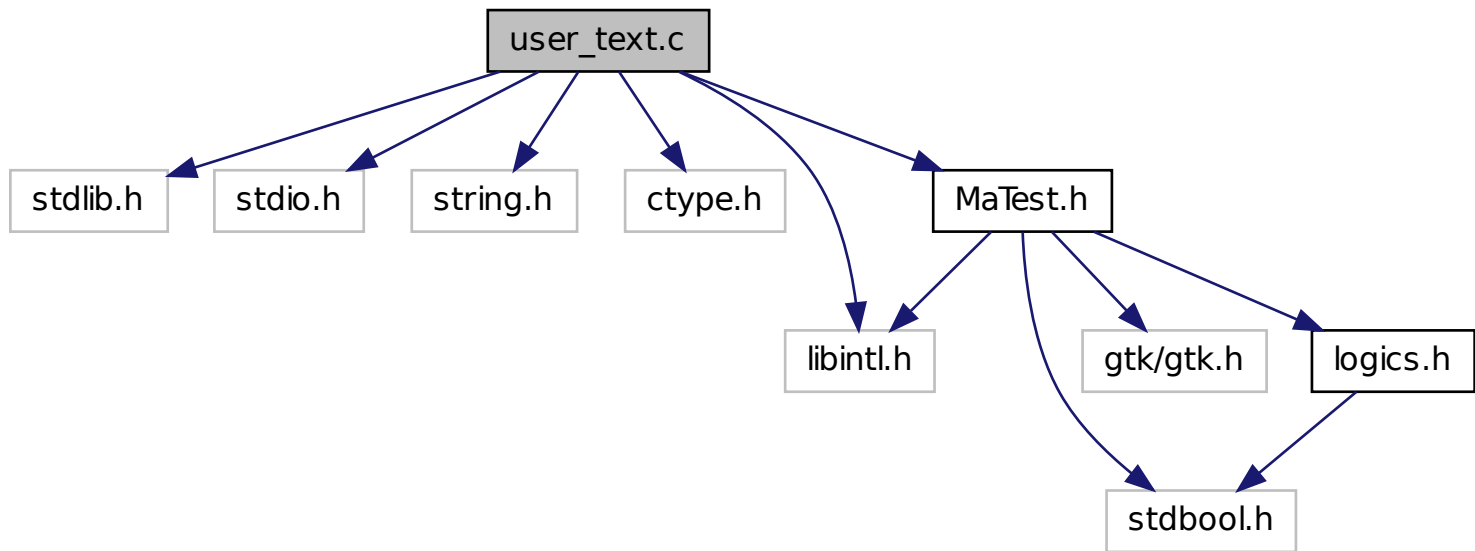 user_text.c
stdlib.h
stdio.h
string.h
ctype.h
MaTest.h
libintl.h
gtk/gtk.h
logics.h
stdbool.h